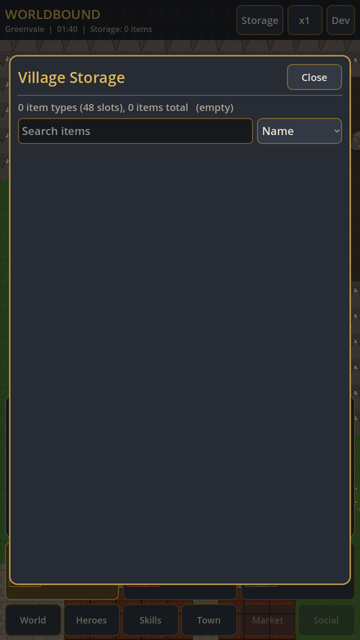 WORLDBOUND
Greenvale | 01:40 | Storage: 0 items
Storage
x1
Dev
Village Storage
Close
0 item types (48 slots), 0 items total (empty)
Search items
Name
World
Heroes
Skills
Town
Market
Social